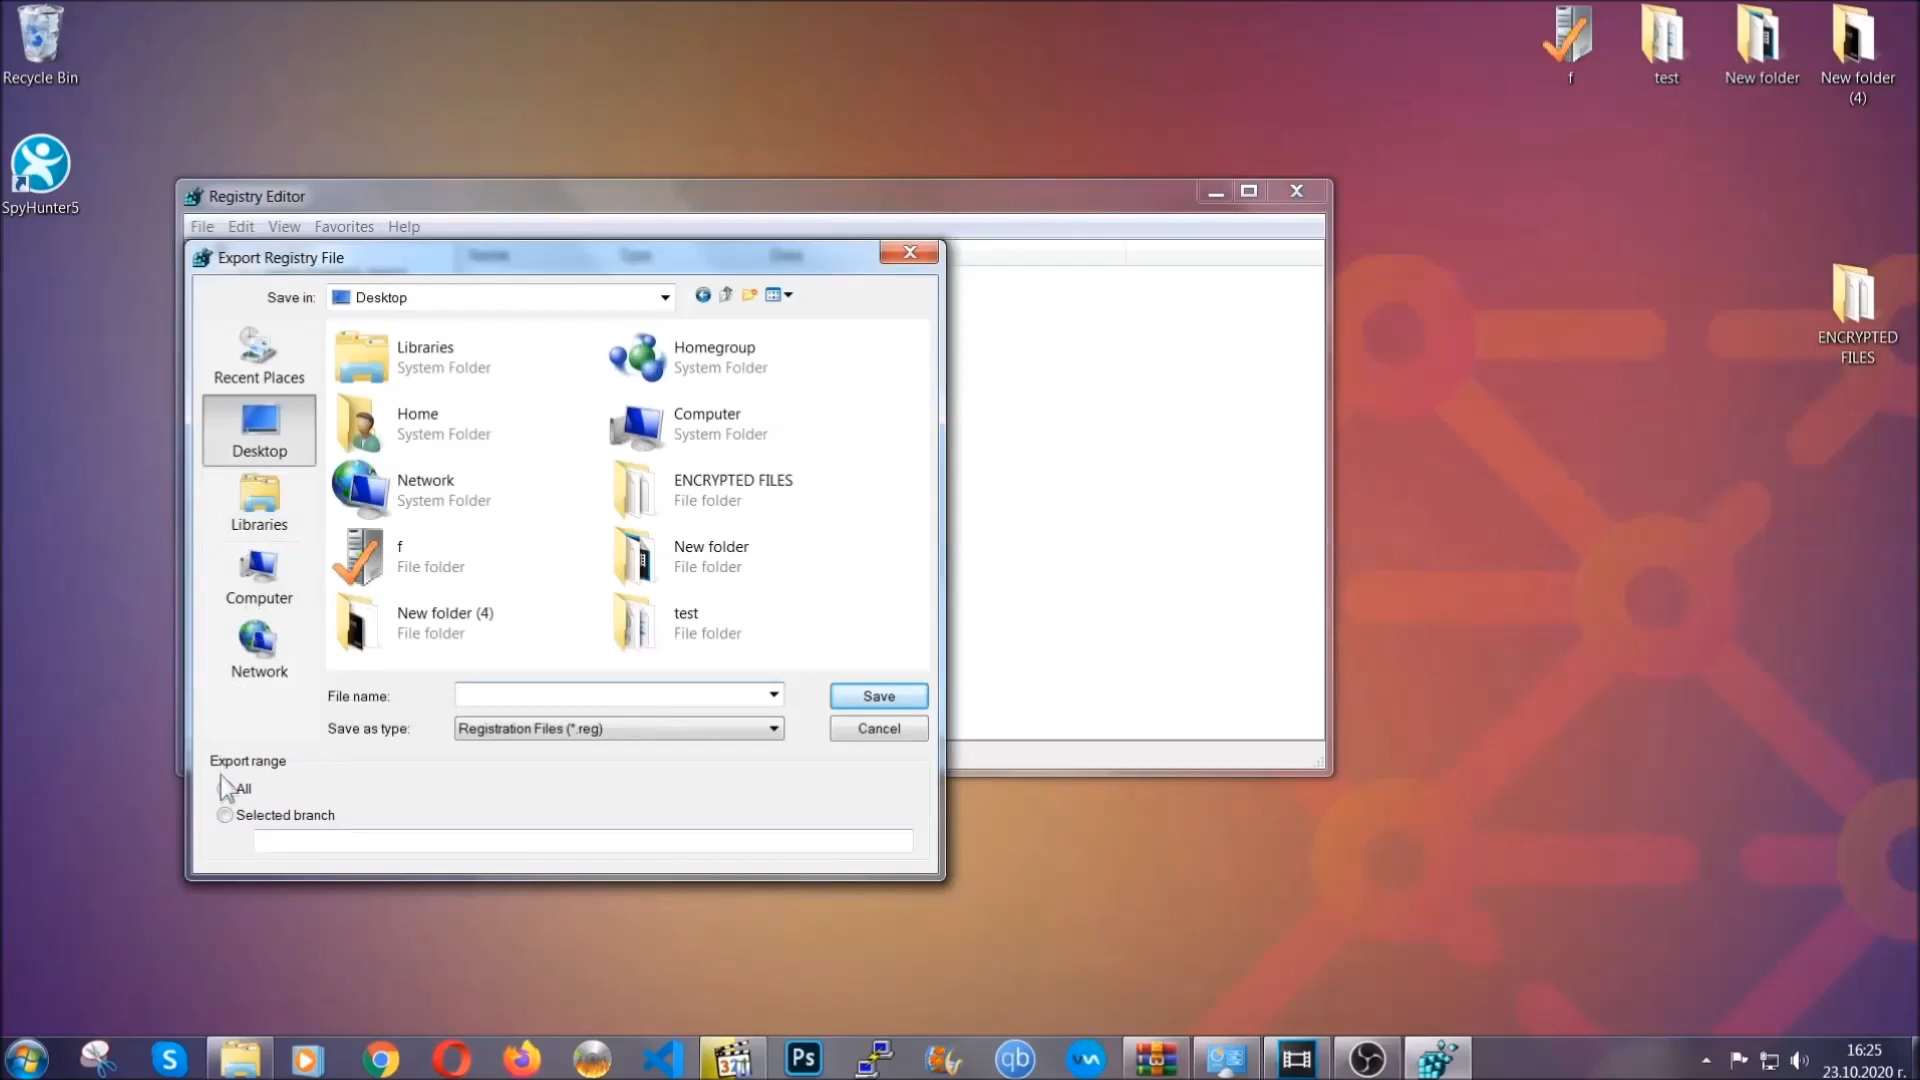 Recycle Bin
SpyHunter5
f
test
New folder
New folder
(4)
ENCRYPTED
FILES
Registry Editor
File Edit View Favorites Help
Export Registry File
Save in:
Desktop
Recent Places
Desktop
Libraries
Computer
Network
Libraries
System Folder
Homegroup
System Folder
Home
System Folder
Computer
System Folder
Network
System Folder
ENCRYPTED FILES
File folder
f
File folder
New folder
File folder
New folder (4)
File folder
test
File folder
File name:
Save
Save as type:
Registration Files (*.reg)
Cancel
Export range
All
Selected branch
S
321
Ps
qb
16:25
23.10.2020 г.